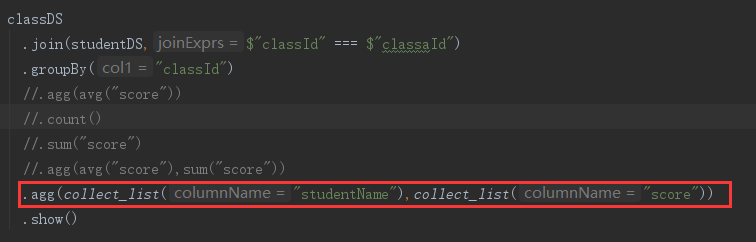 classDS
.join(studentDS, joinExprs = $"classId" === $"classaId")
.groupBy( col1 = "classId")
//.agg(avg("score"))
//.count()
//.sum("score")
//.agg(avg("score"),sum("score"))
.agg(collect_list( columnName = "studentName"),collect_list( columnName = "score"))
.show()